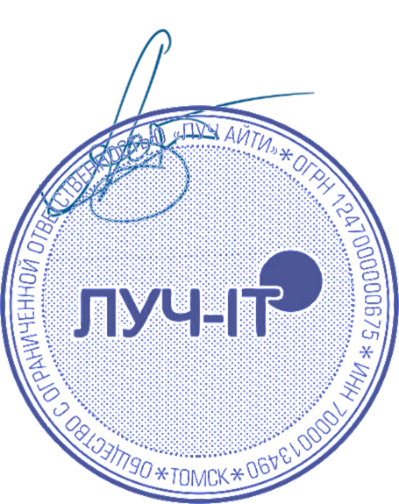 ОБЩЕСТВО С ОГРАНИЧЕННОЙ ОТВЕТСТВЕННОСТЬЮ «ЛУЧ АЙТИ» * ОГРН 1247000000675 * ИНН 7000013490 * ТОМСК *
ЛУЧ-IT